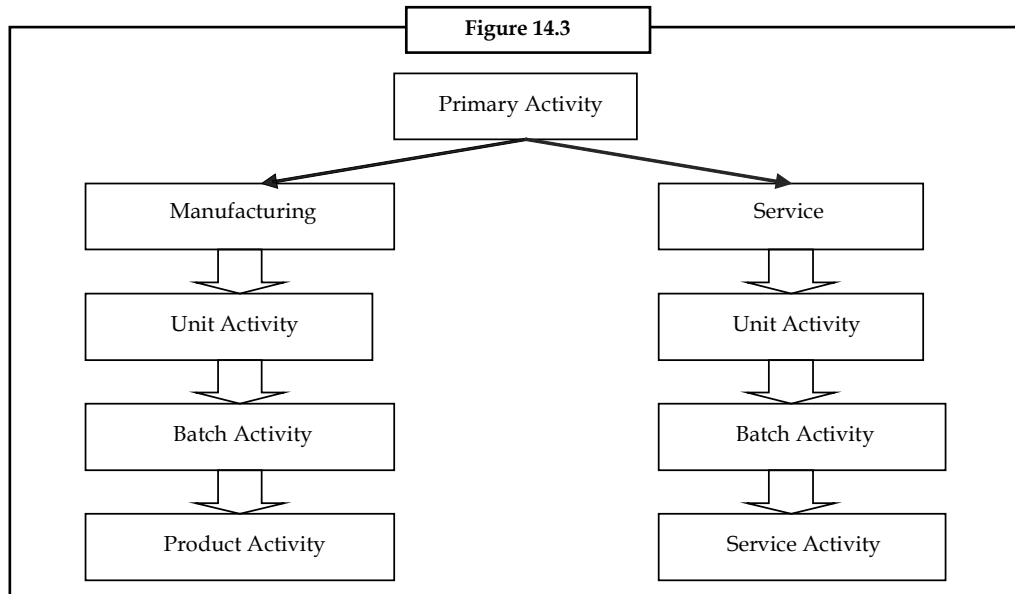 Figure 14.3
Primary Activity
Manufacturing
Service
Unit Activity
Unit Activity
Batch Activity
Batch Activity
Product Activity
Service Activity